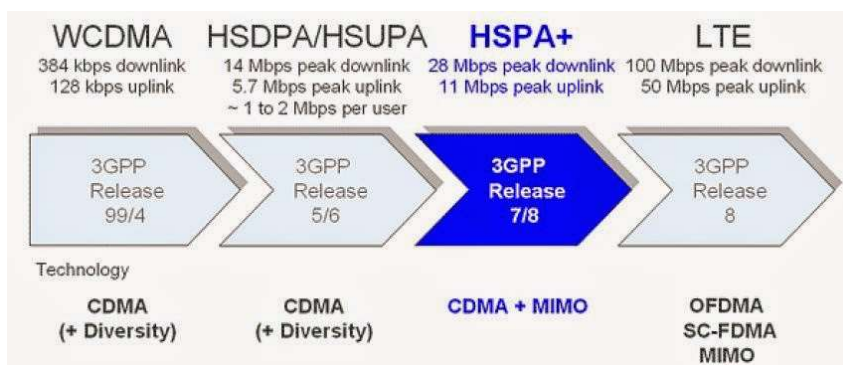 WCDMA
384 kbps downlink
128 kbps uplink
HSDPA/HSUPA
14 Mbps peak downlink
5.7 Mbps peak uplink
~ 1 to 2 Mbps per user
HSPA+
28 Mbps peak downlink
11 Mbps peak uplink
LTE
100 Mbps peak downlink
50 Mbps peak uplink
3GPP
Release
99/4
3GPP
Release
5/6
3GPP
Release
7/8
3GPP
Release
8
Technology
CDMA
(+ Diversity)
CDMA
(+ Diversity)
CDMA + MIMO
OFDMA
SC-FDMA
MIMO